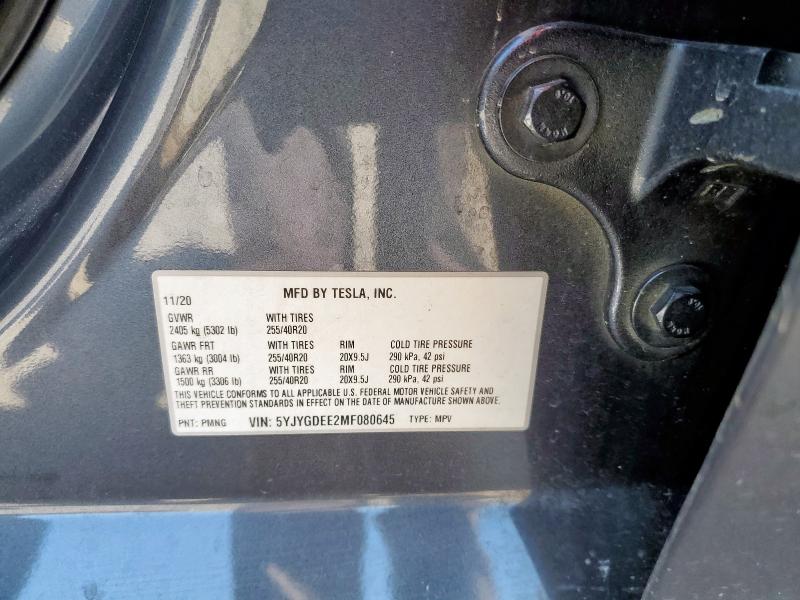 11/20 MFD BY TESLA, INC.
GVWR WITH TIRES
2405 kg (5302 lb) 255/40R20
GAWR FRT WITH TIRES RIM COLD TIRE PRESSURE
1363 kg (3004 lb) 255/40R20 20X9.5J 290 kPa, 42 psi
GAWR RR WITH TIRES RIM COLD TIRE PRESSURE
1500 kg (3306 lb) 255/40R20 20X9.5J 290 kPa, 42 psi
THIS VEHICLE CONFORMS TO ALL APPLICABLE U.S. FEDERAL MOTOR VEHICLE SAFETY AND
THEFT PREVENTION STANDARDS IN EFFECT ON THE DATE OF MANUFACTURE SHOWN ABOVE.
PNT: PMNG VIN: 5YJYGDEE2MF080645 TYPE: MPV